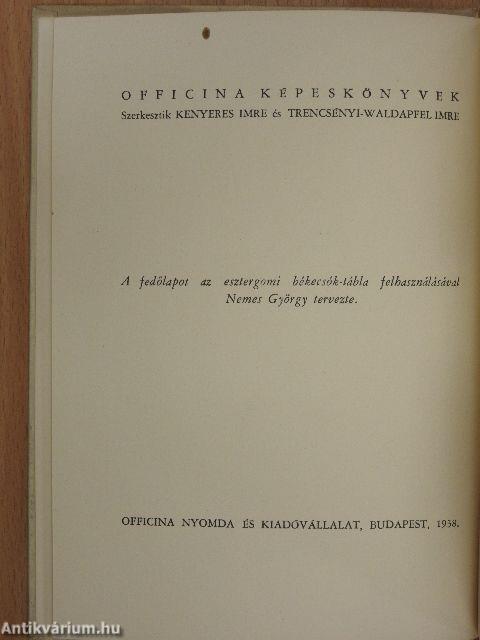 OFFICINA KÉPESKÖNYVEK
Szerkesztik KENYERES IMRE és TRENCSÉNYI-WALDAPFEL IMRE
A fedőlapot az esztergomi békecsók-tábla felhasználásával
Nemes György tervezte.
OFFICINA NYOMDA ÉS KIADÓVÁLLALAT, BUDAPEST, 1938.
Antikvárium.hu